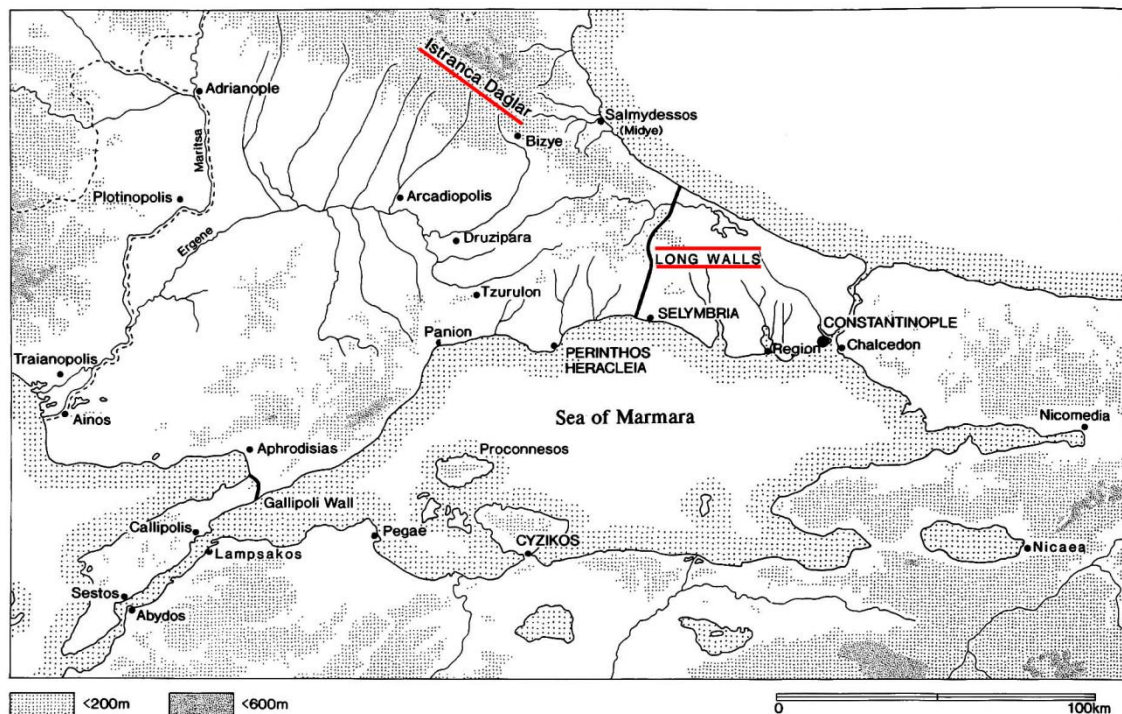 Istranca Dağlar
Adrianople
Salmydessos
(Midye)
Bizye
Maritsa
Plotinopolis
Arcadiopolis
Ergene
Druzipara
LONG WALLS
Tzurulon
SELYMBRIA
CONSTANTINOPLE
Panion
Region
Chalcedon
PERINTHOS
HERACLEIA
Traianopolis
Ainos
Sea of Marmara
Nicomedia
Aphrodisias
Proconnesos
Gallipoli Wall
Callipolis
Pegae
CYZIKOS
Lampsakos
Nicaea
Sestos
Abydos
<200m
<600m
0
100km